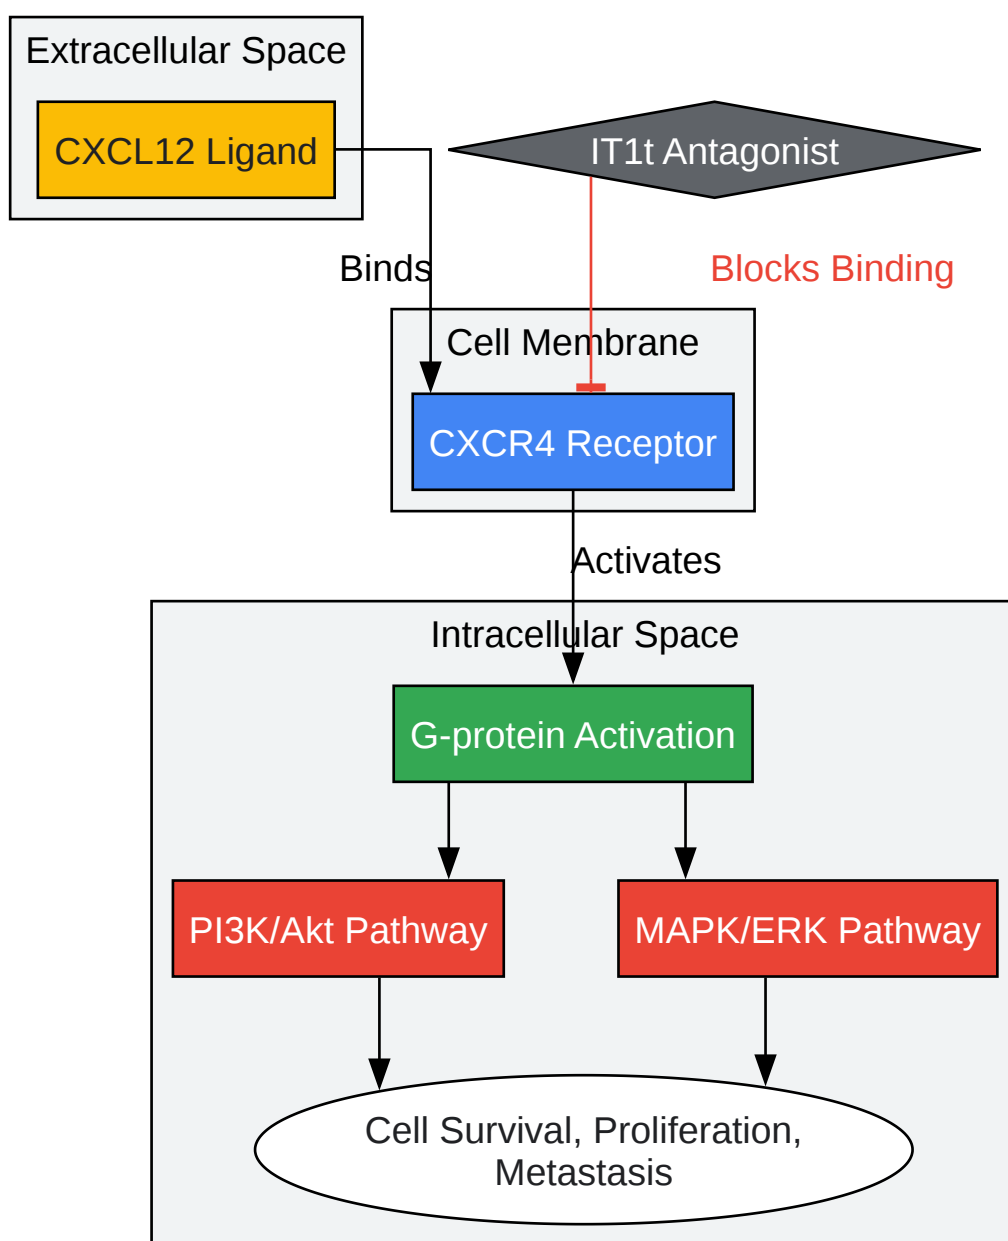 Extracellular Space
CXCL12 Ligand
IT1t Antagonist
Binds
Blocks Binding
Cell Membrane
CXCR4 Receptor
Activates
Intracellular Space
G-protein Activation
PI3K/Akt Pathway
MAPK/ERK Pathway
Cell Survival, Proliferation,
Metastasis